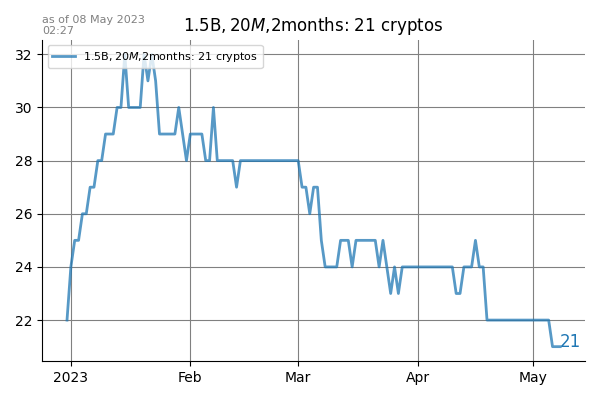 as of 08 May 2023
02:27
1.5B, 20M,2months: 21 cryptos
1.5B, 20M,2months: 21 cryptos
32
30
28
26
24
22
21
2023 Feb Mar Apr May